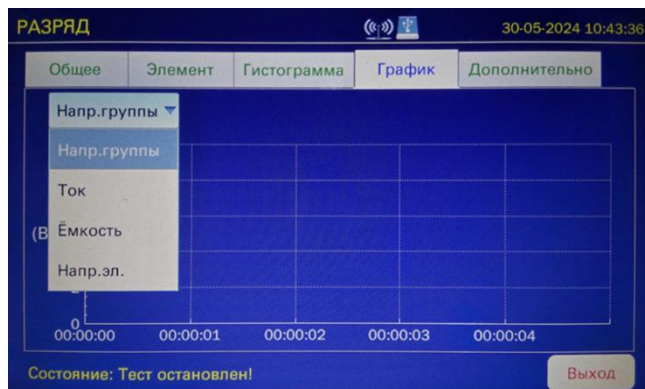 РАЗРЯД
30-05-2024 10:43:36
Общее Элемент Гистограмма График Дополнительно
Напр.группы
Напр.группы
Ток
(В
Ёмкость
Напр.эл.
0
00:00:00 00:00:01 00:00:02 00:00:03 00:00:04
Состояние: Тест остановлен!
Выход